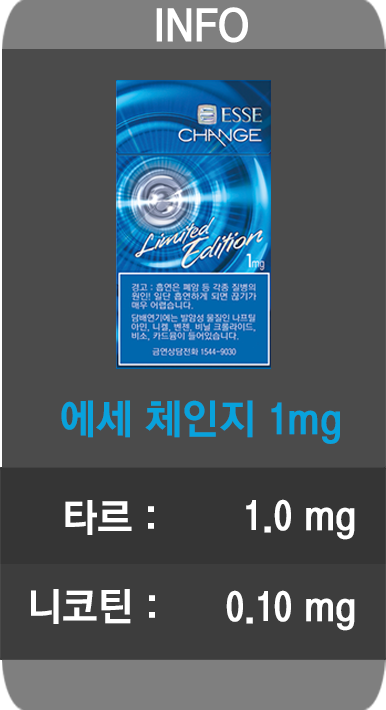 INFO
ESSE
CHANGE
Limited
Edition
1mg
경고 : 흡연은 폐암 등 각종 질병의
원인! 일단 흡연하게 되면 끊기가
매우 어렵습니다.
담배연기에는 발암성 물질인 나프틸
아민, 니켈, 벤젠, 비닐 크롤라이드,
비소, 카드뮴이 들어있습니다.
금연상담전화 1544-9030
에세 체인지 1mg
타르 : 1.0 mg
니코틴 : 0.10 mg